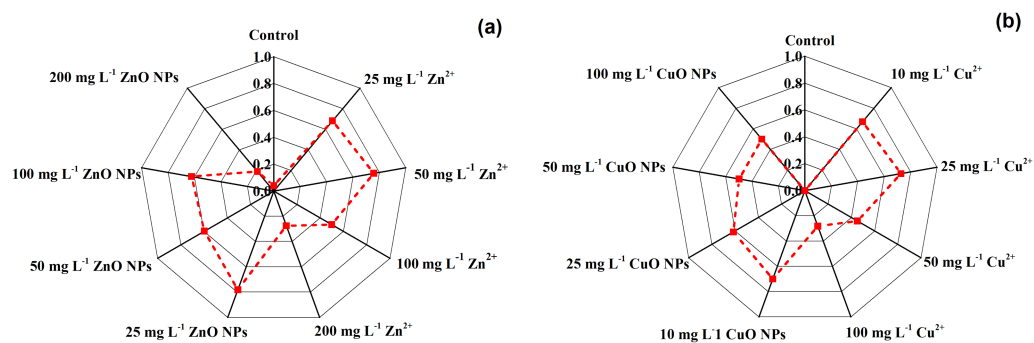 (a)
Control
1.0
0.8
0.6
0.4
0.2
0.0
25 mg L⁻¹ Zn²⁺
50 mg L⁻¹ Zn²⁺
100 mg L⁻¹ Zn²⁺
200 mg L⁻¹ Zn²⁺
25 mg L⁻¹ ZnO NPs
50 mg L⁻¹ ZnO NPs
100 mg L⁻¹ ZnO NPs
200 mg L⁻¹ ZnO NPs
(b)
Control
1.0
0.8
0.6
0.4
0.2
0.0
10 mg L⁻¹ Cu²⁺
25 mg L⁻¹ Cu²⁺
50 mg L⁻¹ Cu²⁺
100 mg L⁻¹ Cu²⁺
10 mg L⁻1 CuO NPs
25 mg L⁻¹ CuO NPs
50 mg L⁻¹ CuO NPs
100 mg L⁻¹ CuO NPs